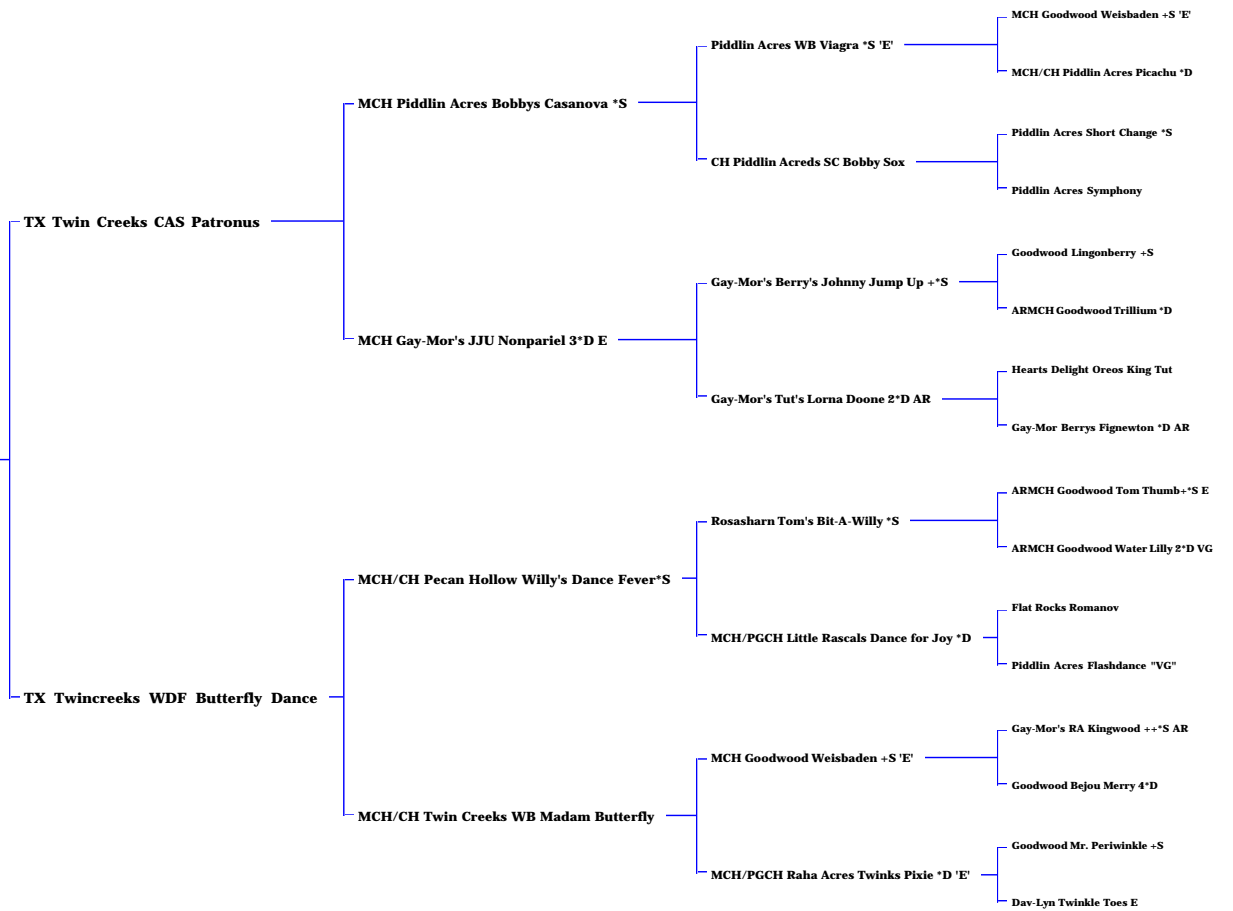 MCH Goodwood Weisbaden +S 'E'
Piddlin Acres WB Viagra *S 'E'
MCH/CH Piddlin Acres Picachu *D
MCH Piddlin Acres Bobbys Casanova *S
Piddlin Acres Short Change *S
CH Piddlin Acreds SC Bobby Sox
Piddlin Acres Symphony
TX Twin Creeks CAS Patronus
Goodwood Lingonberry +S
Gay-Mor's Berry's Johnny Jump Up +*S
ARMCH Goodwood Trillium *D
MCH Gay-Mor's JJU Nonpariel 3*D E
Hearts Delight Oreos King Tut
Gay-Mor's Tut's Lorna Doone 2*D AR
Gay-Mor Berrys Fignewton *D AR
ARMCH Goodwood Tom Thumb+*S E
Rosasharn Tom's Bit-A-Willy *S
ARMCH Goodwood Water Lilly 2*D VG
MCH/CH Pecan Hollow Willy's Dance Fever*S
Flat Rocks Romanov
MCH/PGCH Little Rascals Dance for Joy *D
Piddlin Acres Flashdance "VG"
TX Twincreeks WDF Butterfly Dance
Gay-Mor's RA Kingwood ++*S AR
MCH Goodwood Weisbaden +S 'E'
Goodwood Bejou Merry 4*D
MCH/CH Twin Creeks WB Madam Butterfly
Goodwood Mr. Periwinkle +S
MCH/PGCH Raha Acres Twinks Pixie *D 'E'
Dav-Lyn Twinkle Toes E